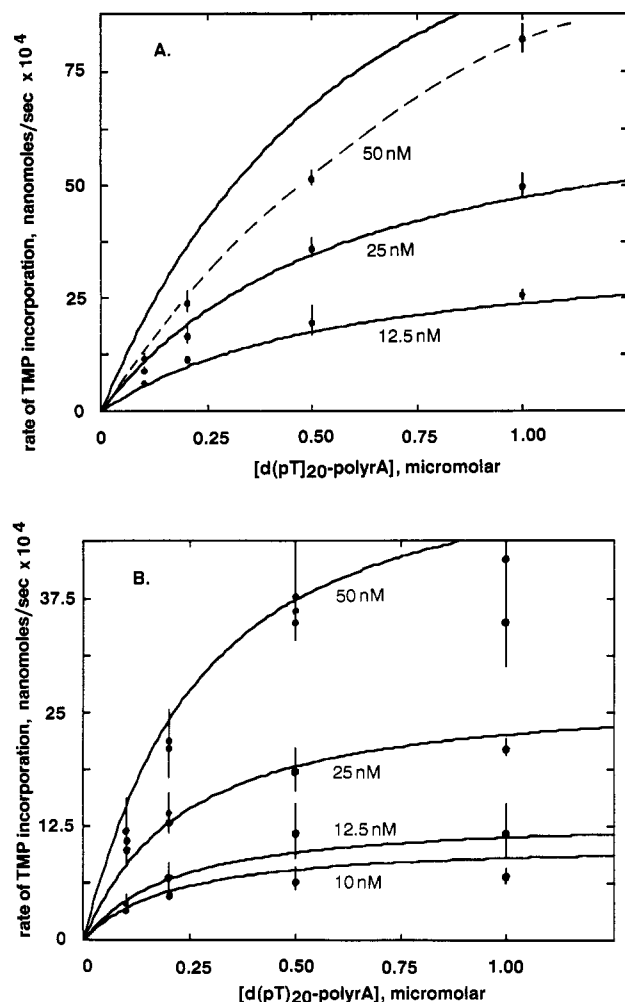 A.
rate of TMP incorporation, nanomoles/sec x 10⁴
75
50
25
0
50 nM
25 nM
12.5 nM
0
0.25
0.50
0.75
1.00
[d(pT]20-polyrA], micromolar
B.
rate of TMP incorporation, nanomoles/sec x 10⁴
37.5
25
12.5
0
50 nM
25 nM
12.5 nM
10 nM
0
0.25
0.50
0.75
1.00
[d(pT)20-polyrA], micromolar